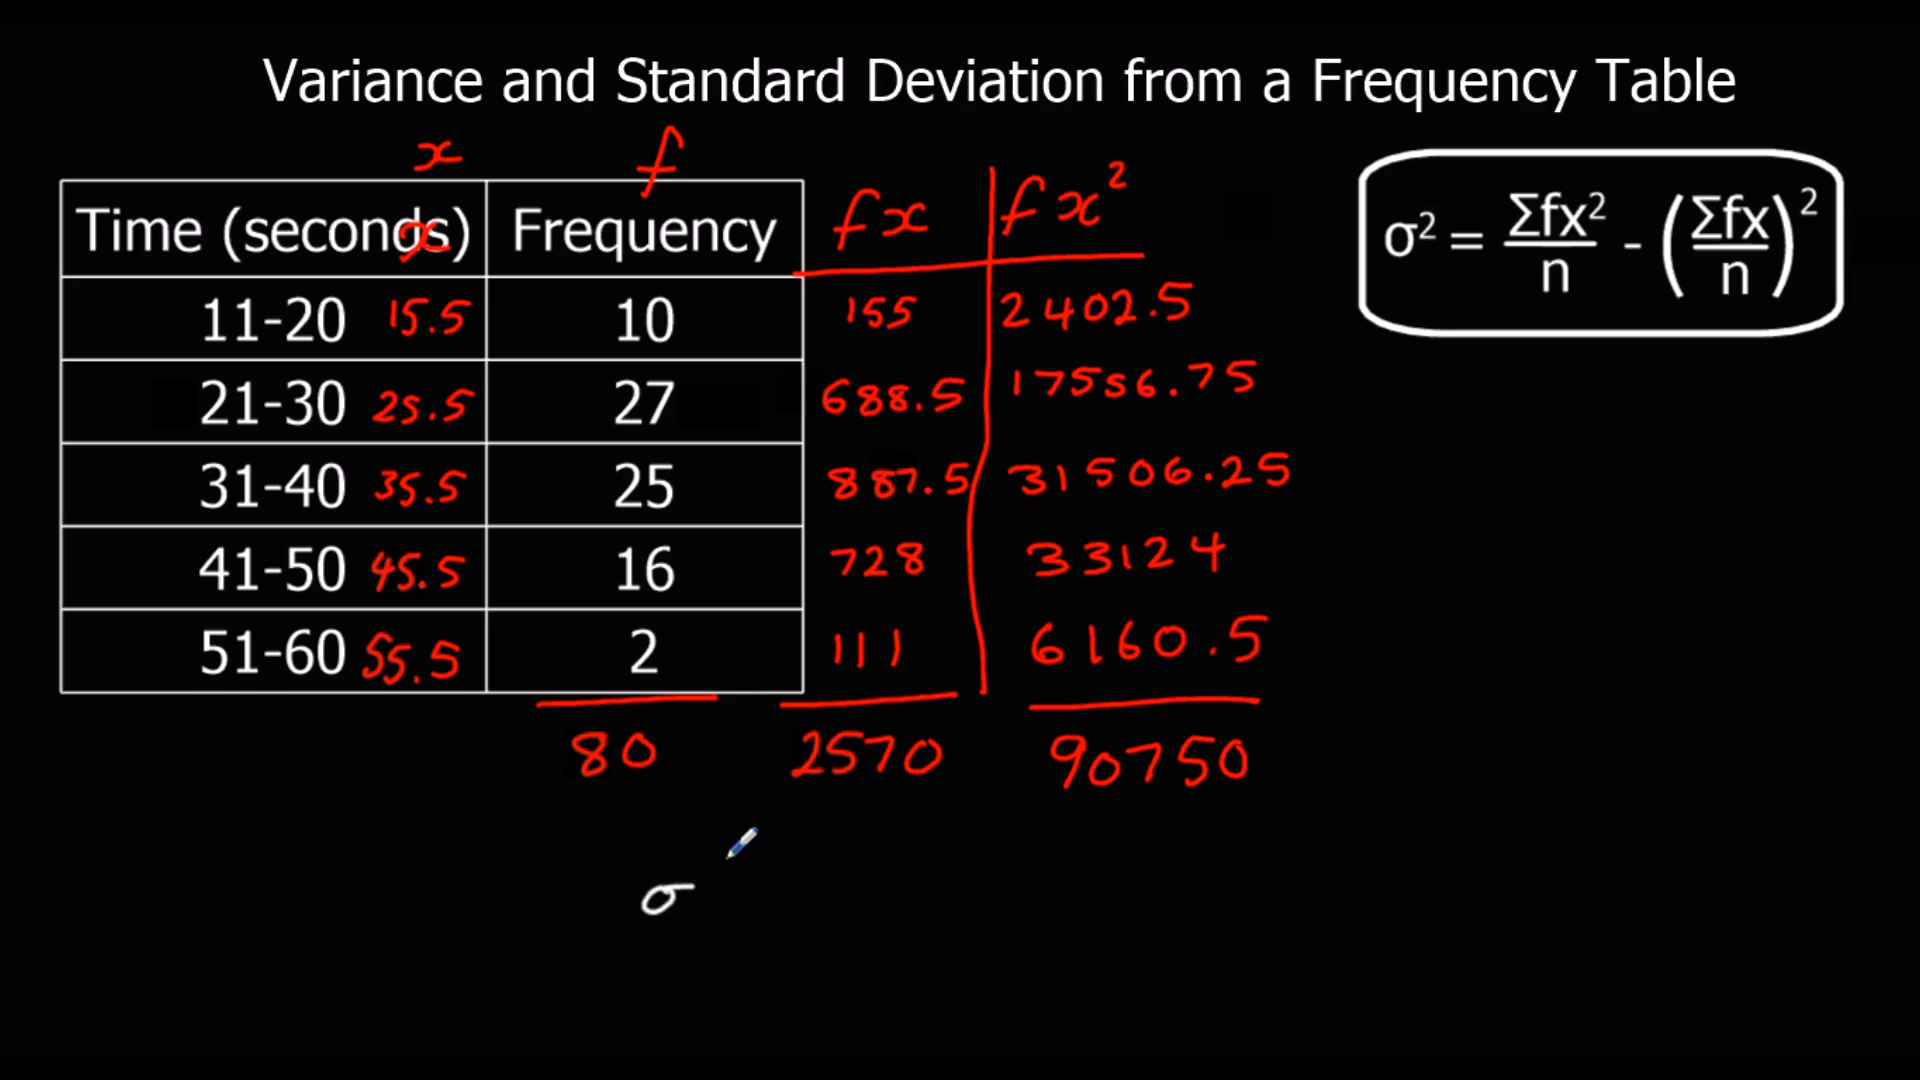 Variance and Standard Deviation from a Frequency Table
x f
Time (seconds) x Frequency fx fx²
11-20 15.5 10 155 2402.5
21-30 25.5 27 688.5 17556.75
31-40 35.5 25 887.5 31506.25
41-50 45.5 16 728 33124
51-60 55.5 2 111 6160.5
80 2570 90750
σ² = Σfx²/n - (Σfx/n)²
σ